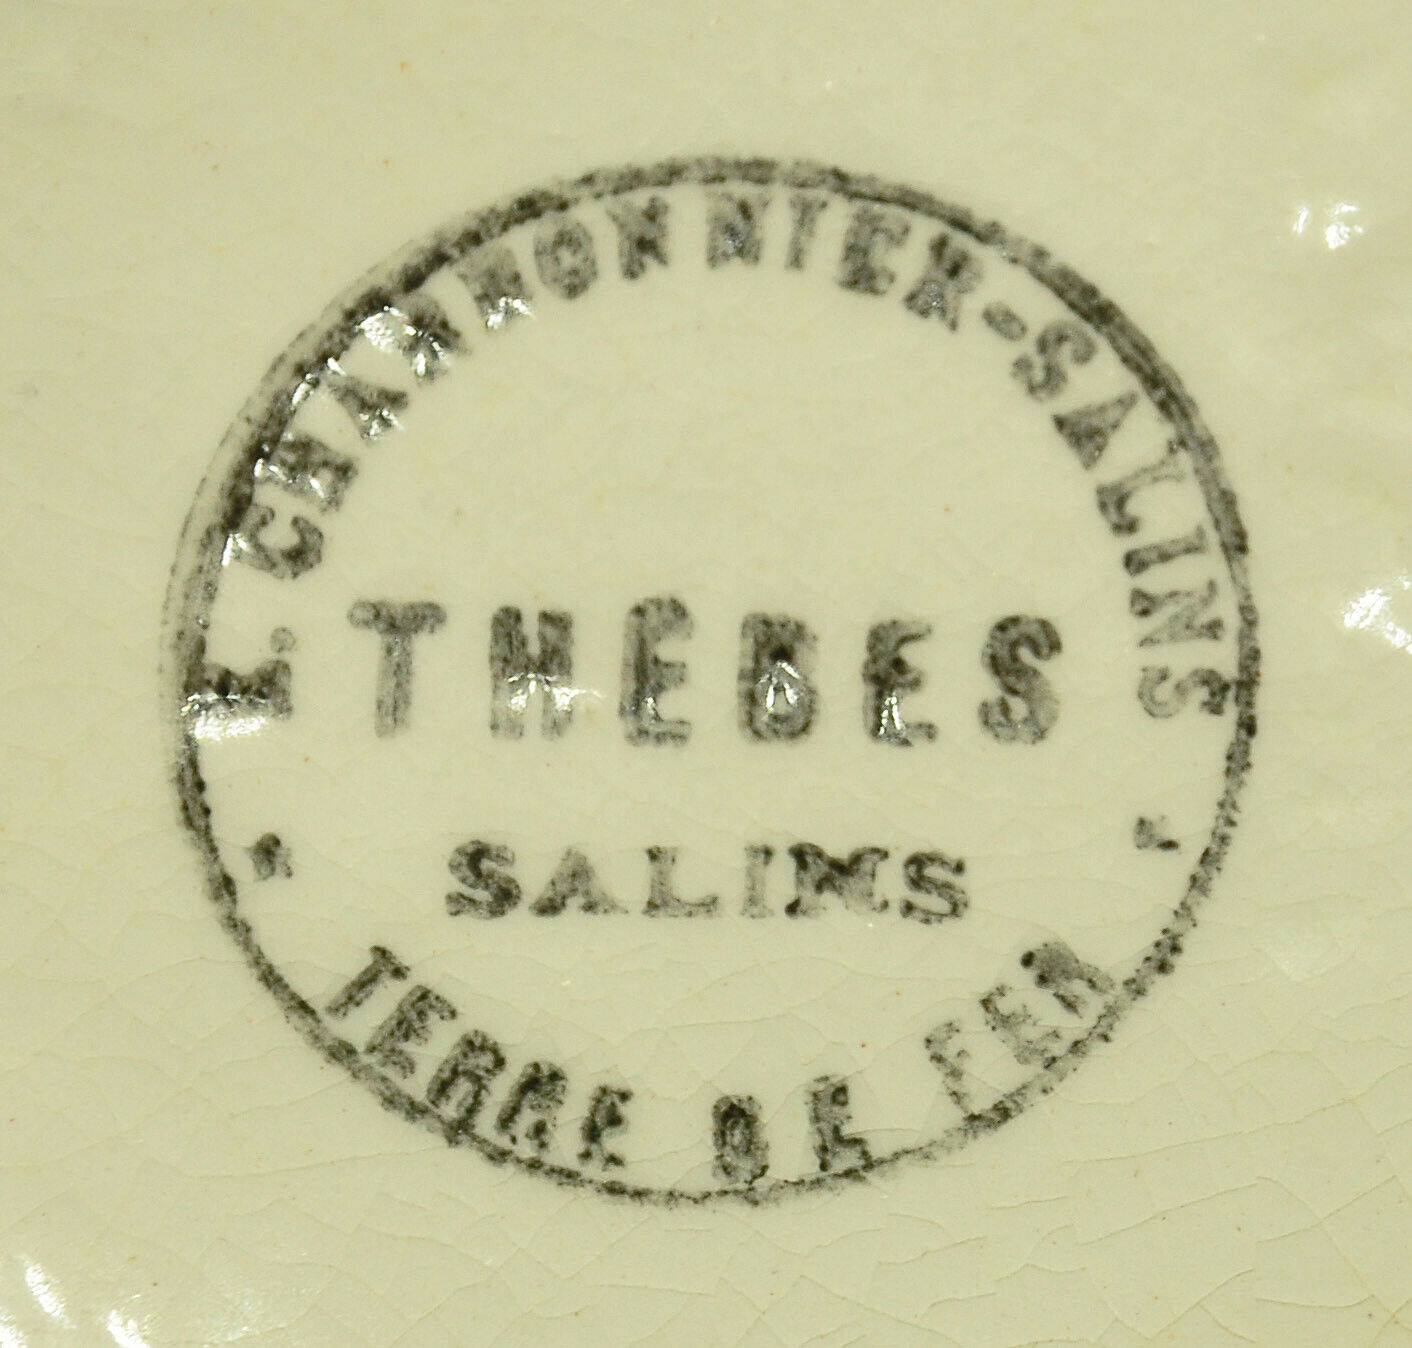 E. CHARBONNIER-SALINS
THEBES
SALINS
TERRE DE FER